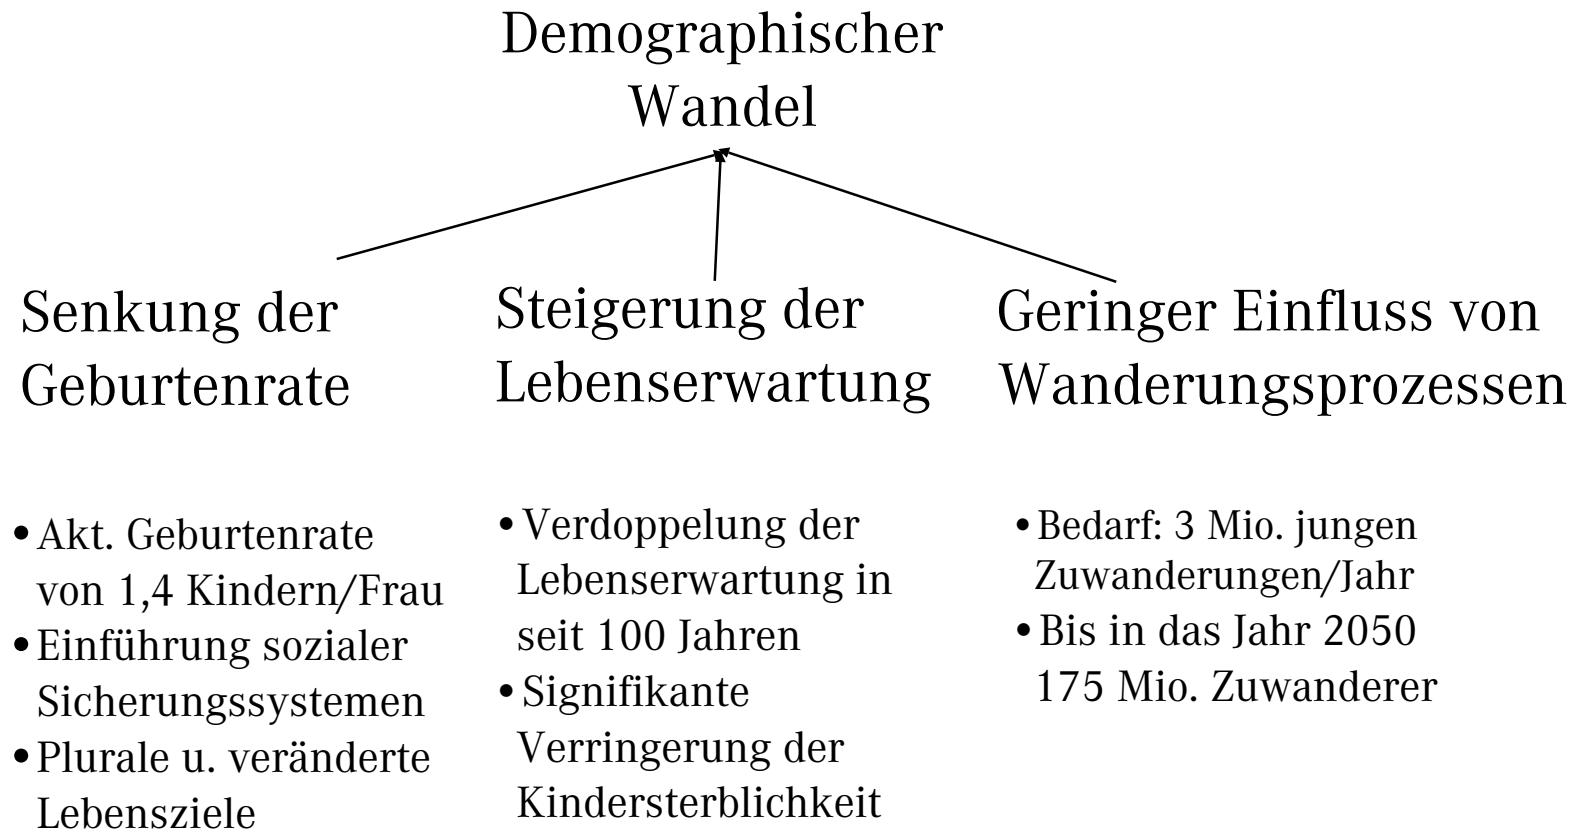 Demographischer
Wandel
Senkung der
Geburtenrate
Steigerung der
Lebenserwartung
Geringer Einfluss von
Wanderungsprozessen
•Akt. Geburtenrate
von 1,4 Kindern/Frau
•Einführung sozialer
Sicherungssystemen
•Plurale u. veränderte
Lebensziele
•Verdoppelung der
Lebenserwartung in
seit 100 Jahren
•Signifikante
Verringerung der
Kindersterblichkeit
•Bedarf: 3 Mio. jungen
Zuwanderungen/Jahr
•Bis in das Jahr 2050
175 Mio. Zuwanderer